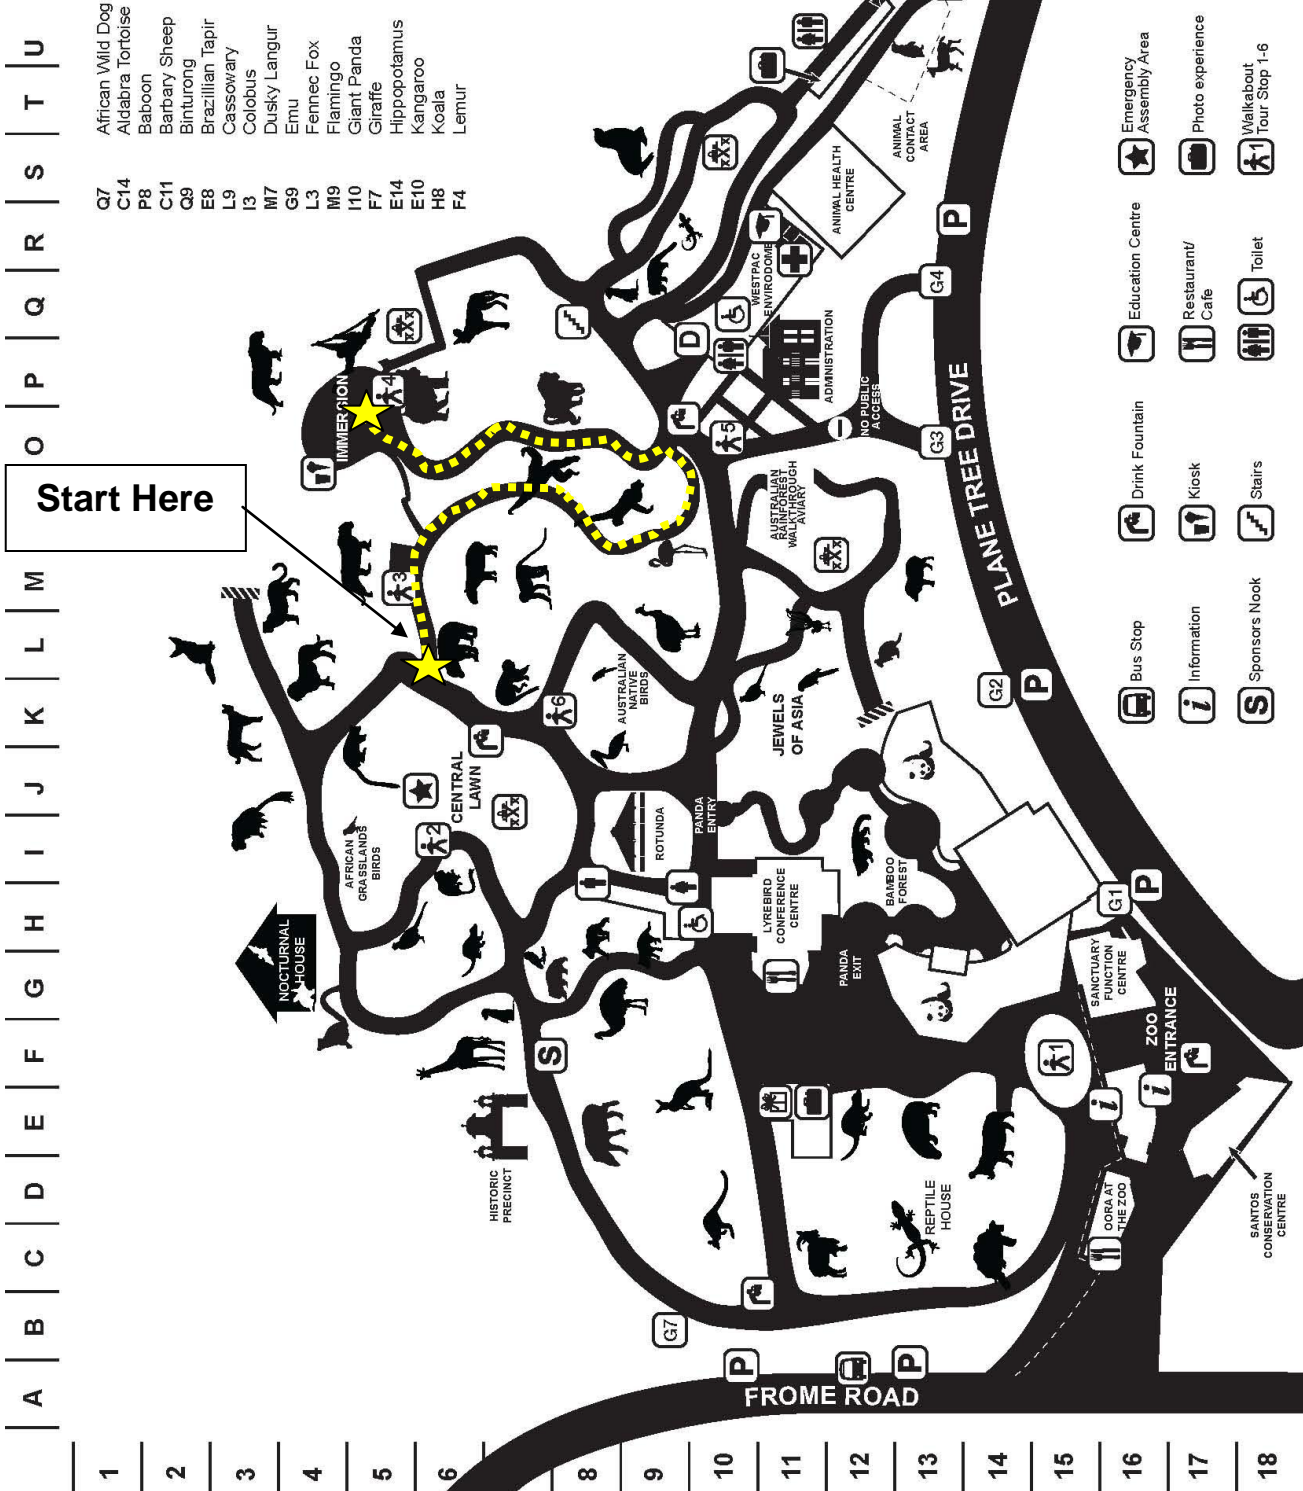 U
T
S
R
Q
P
O
M
L
K
J
I
H
G
F
E
D
C
B
A
1
2
3
4
5
6
8
9
10
11
12
13
14
15
16
17
18
Q7 African Wild Dog
C14 Aldabra Tortoise
P8 Baboon
C11 Barbary Sheep
Q9 Binturong
E8 Brazillian Tapir
L9 Cassowary
I3 Colobus
M7 Dusky Langur
G9 Emu
L3 Fennec Fox
M9 Flamingo
I10 Giant Panda
F7 Giraffe
E14 Hippopotamus
E10 Kangaroo
H8 Koala
F4 Lemur
Start Here
IMMERSION
4
3
6
2
5
1
CENTRAL
LAWN
AFRICAN
GRASSLANDS
BIRDS
NOCTURNAL
HOUSE
HISTORIC
PRECINCT
S
AUSTRALIAN
NATIVE
BIRDS
ROTUNDA
PANDA
ENTRY
JEWELS
OF ASIA
LYREBIRD
CONFERENCE
CENTRE
BAMBOO
FOREST
PANDA
EXIT
SANCTUARY
FUNCTION
CENTRE
ZOO
ENTRANCE
i
i
OORA AT
THE ZOO
SANTOS
CONSERVATION
CENTRE
REPTILE
HOUSE
AUSTRALIAN
RAINFOREST
WALKTHROUGH
AVIARY
D
WESTPAC
ENVIRODOME
ADMINISTRATION
NO PUBLIC
ACCESS
ANIMAL HEALTH
CENTRE
ANIMAL
CONTACT
AREA
G1
G2
G3
G4
G7
P
P
P
P
P
PLANE TREE DRIVE
FROME ROAD
Bus Stop
i Information
S Sponsors Nook
Drink Fountain
Kiosk
Stairs
Education Centre
Restaurant/
Cafe
Toilet
Emergency
Assembly Area
Photo experience
1 Walkabout
Tour Stop 1-6